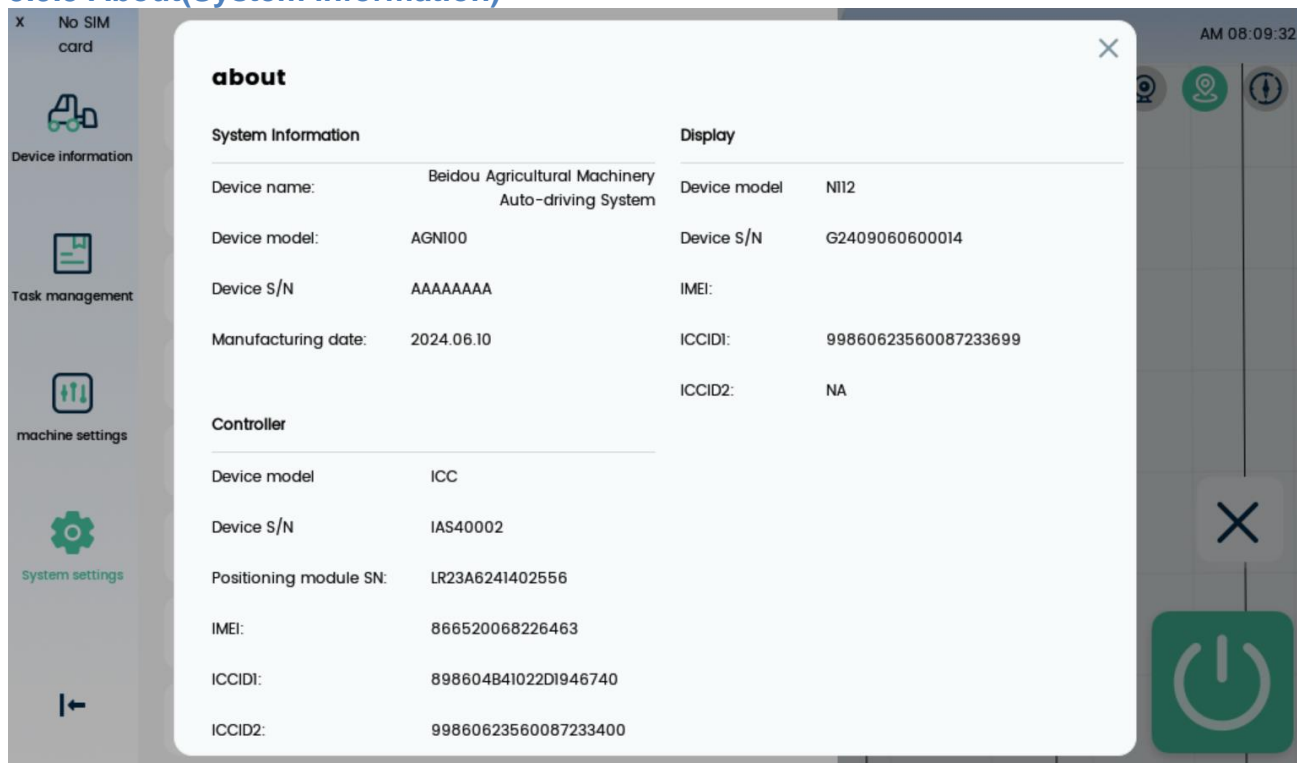 x No SIM
card
AM 08:09:32
Device information
Task management
machine settings
System settings
about
System Information
Device name: Beidou Agricultural Machinery
Auto-driving System
Device model: AGN100
Device S/N AAAAAAAA
Manufacturing date: 2024.06.10
Controller
Device model ICC
Device S/N IAS40002
Positioning module SN: LR23A6241402556
IMEI: 866520068226463
ICCID1: 898604B41022D1946740
ICCID2: 99860623560087233400
Display
Device model N112
Device S/N G2409060600014
IMEI:
ICCID1: 99860623560087233699
ICCID2: NA